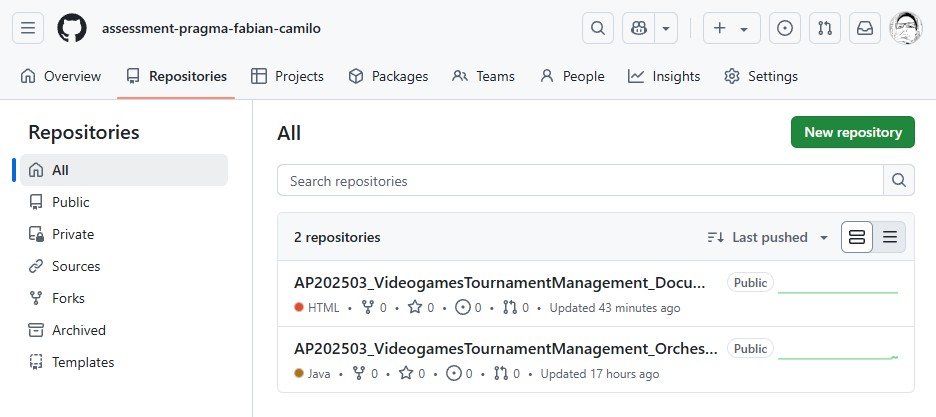 assessment-pragma-fabian-camilo
Overview Repositories Projects Packages Teams People Insights Settings
Repositories
All
Public
Private
Sources
Forks
Archived
Templates
All
New repository
Search repositories
2 repositories Last pushed
AP202503_VideogamesTournamentManagement_Docu... Public
HTML • 0 • 0 • 0 • 0 • Updated 43 minutes ago
AP202503_VideogamesTournamentManagement_Orches... Public
Java • 0 • 0 • 0 • 0 • Updated 17 hours ago